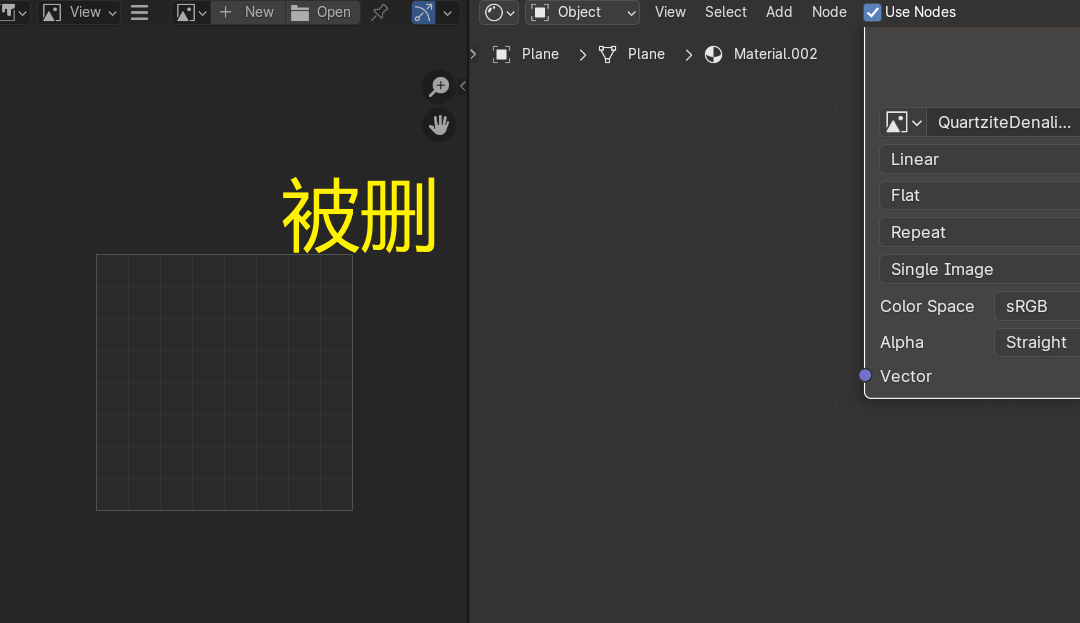 View
New
Open
Object
View
Select
Add
Node
Use Nodes
Plane
Plane
Material.002
QuartziteDenali...
Linear
Flat
Repeat
Single Image
Color Space
sRGB
Alpha
Straight
Vector
被删